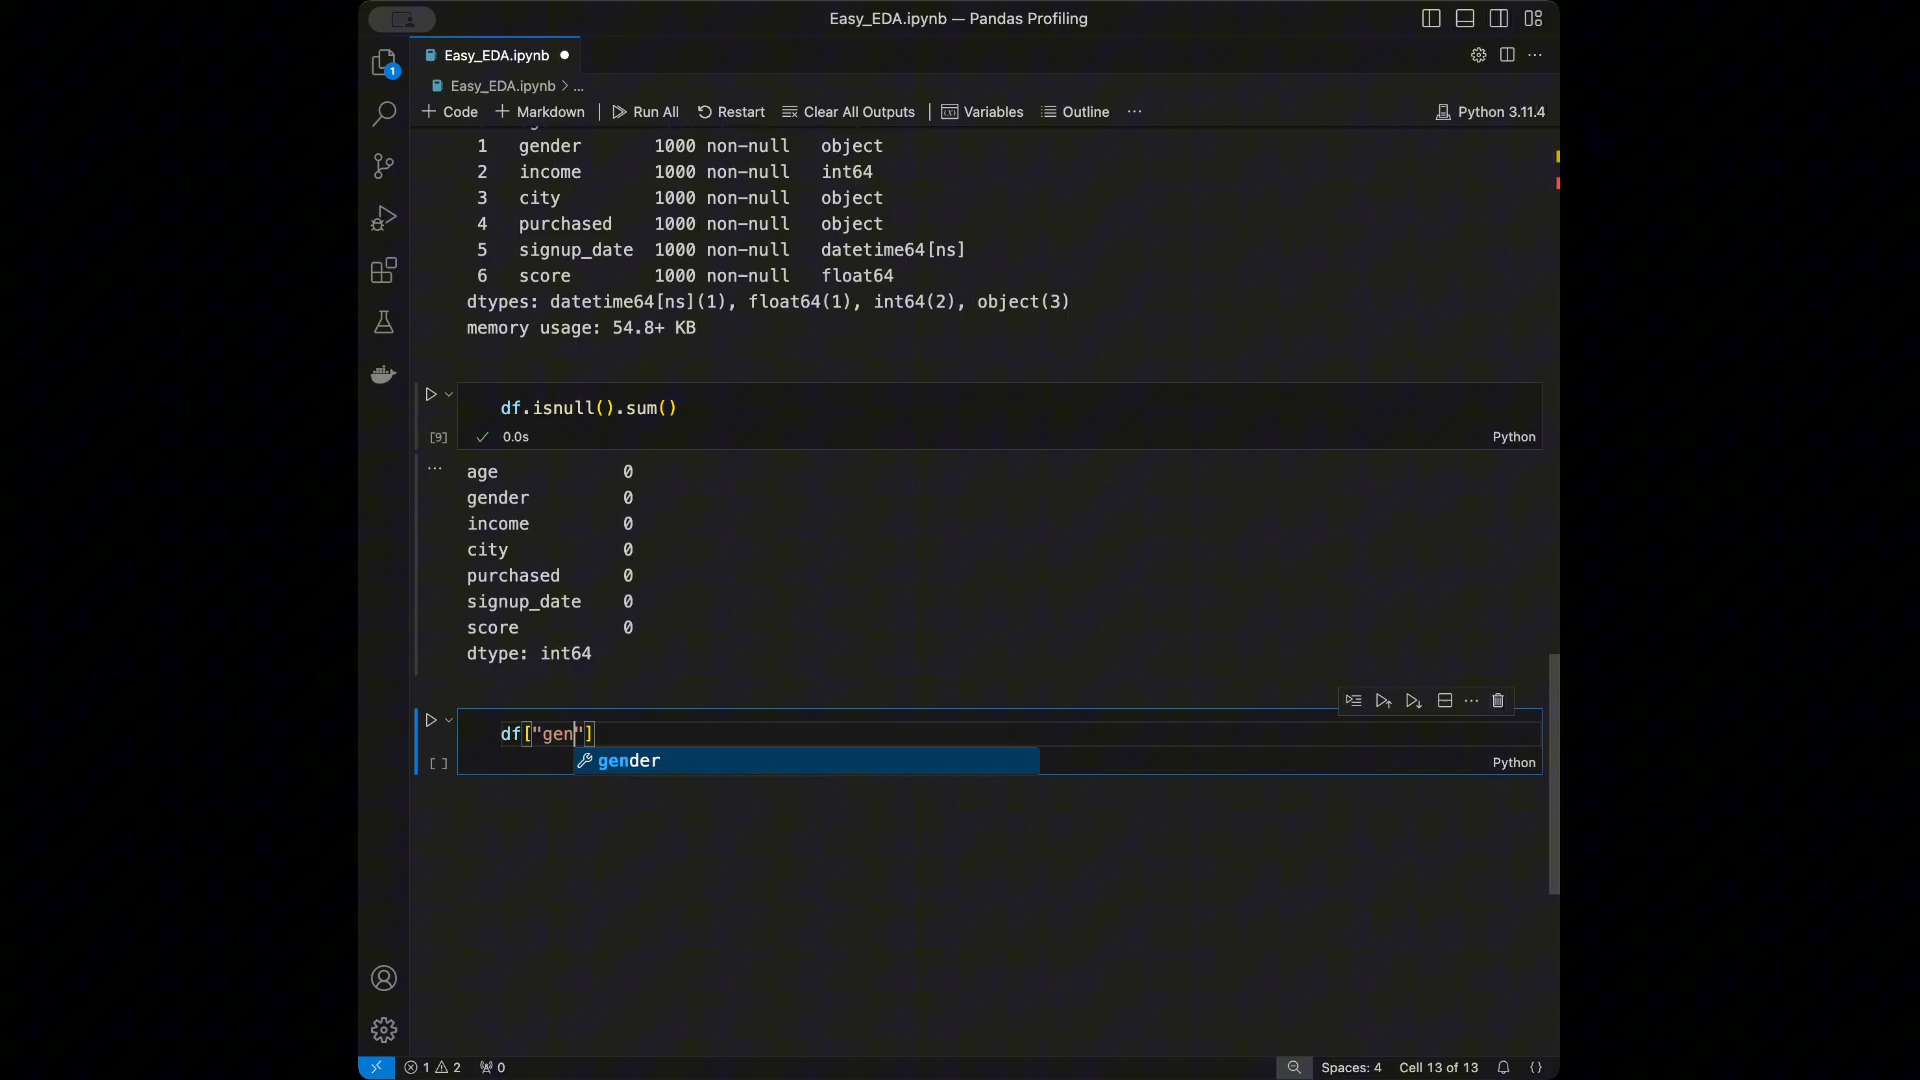 Easy_EDA.ipynb — Pandas Profiling
1
Easy_EDA.ipynb
Easy_EDA.ipynb > ...
+ Code + Markdown | Run All Restart Clear All Outputs | Variables Outline ... Python 3.11.4
1 gender 1000 non-null object
2 income 1000 non-null int64
3 city 1000 non-null object
4 purchased 1000 non-null object
5 signup_date 1000 non-null datetime64[ns]
6 score 1000 non-null float64
dtypes: datetime64[ns](1), float64(1), int64(2), object(3)
memory usage: 54.8+ KB
df.isnull().sum()
[9] 0.0s Python
age 0
gender 0
income 0
city 0
purchased 0
signup_date 0
score 0
dtype: int64
df["gen"]
gender
[ ] Python
1 2 0 Spaces: 4 Cell 13 of 13 {}